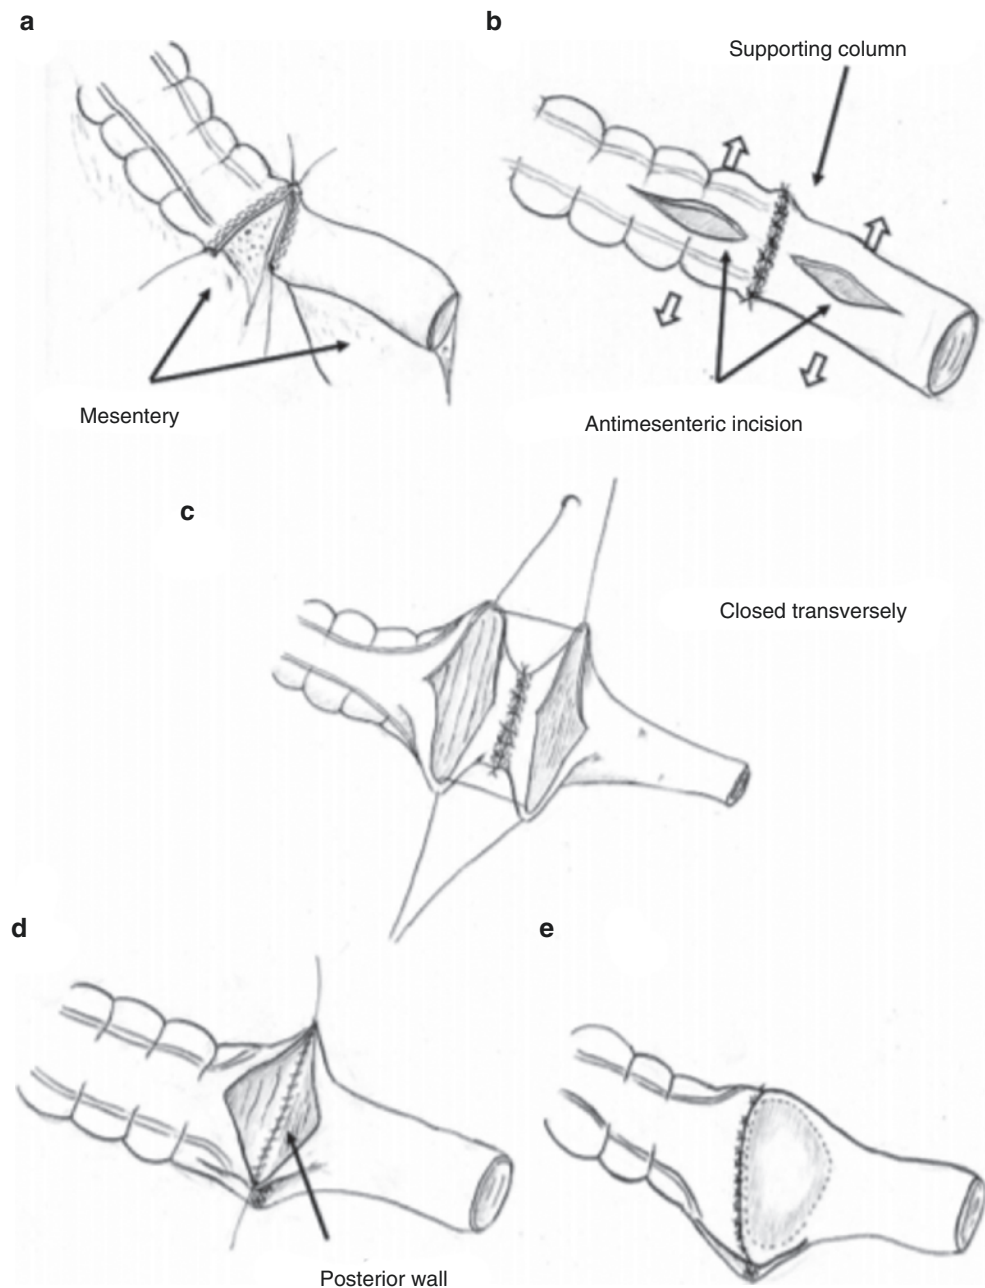 a
b
Supporting column
Mesentery
Antimesenteric incision
c
Closed transversely
d
e
Posterior wall